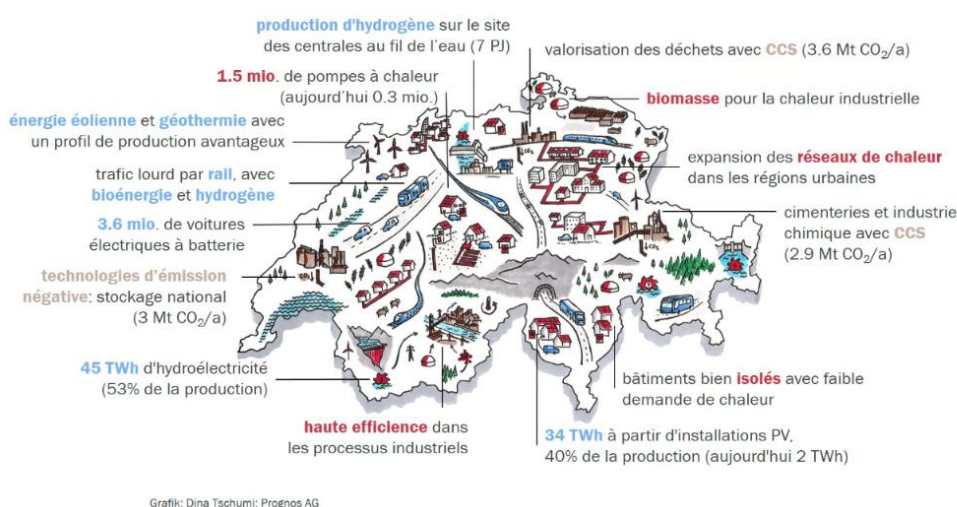 production d'hydrogène sur le site
des centrales au fil de l'eau (7 PJ)
valorisation des déchets avec CCS (3.6 Mt CO₂/a)
1.5 mio. de pompes à chaleur
(aujourd'hui 0.3 mio.)
biomasse pour la chaleur industrielle
énergie éolienne et géothermie avec
un profil de production avantageux
expansion des réseaux de chaleur
dans les régions urbaines
trafic lourd par rail, avec
bioénergie et hydrogène
3.6 mio. de voitures
électriques à batterie
cimenteries et industrie
chimique avec CCS
(2.9 Mt CO₂/a)
technologies d'émission
négative: stockage national
(3 Mt CO₂/a)
45 TWh d'hydroélectricité
(53% de la production)
bâtiments bien isolés avec faible
demande de chaleur
haute efficience dans
les processus industriels
34 TWh à partir d'installations PV,
40% de la production (aujourd'hui 2 TWh)
Grafik: Dina Tschumi; Prognos AG